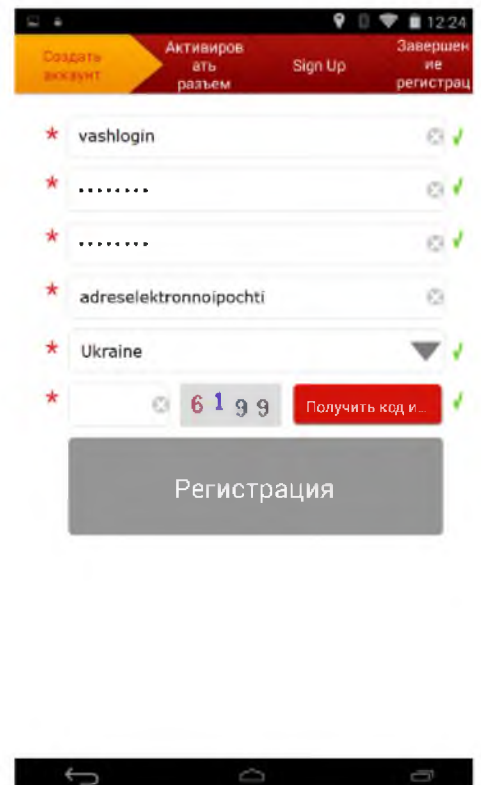 12:24
Создать
аккаунт
Активиров
ать
разъем
Sign Up
Завершен
ие
регистрац
* vashlogin
* ········
* ········
* adreselektronnoipochti
* Ukraine
* 6199 Получить код и...
Регистрация